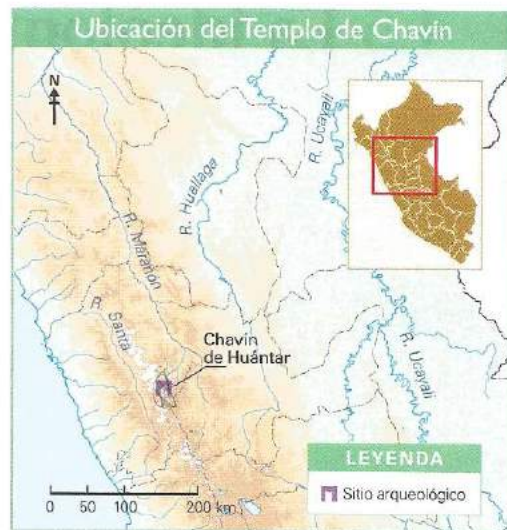 Ubicación del Templo de Chavín
N
R. Marañón
R. Huallaga
R. Ucayali
R. Santa
Chavín
de Huántar
R. Ucayali
LEYENDA
Sitio arqueológico
0 50 100 200 km